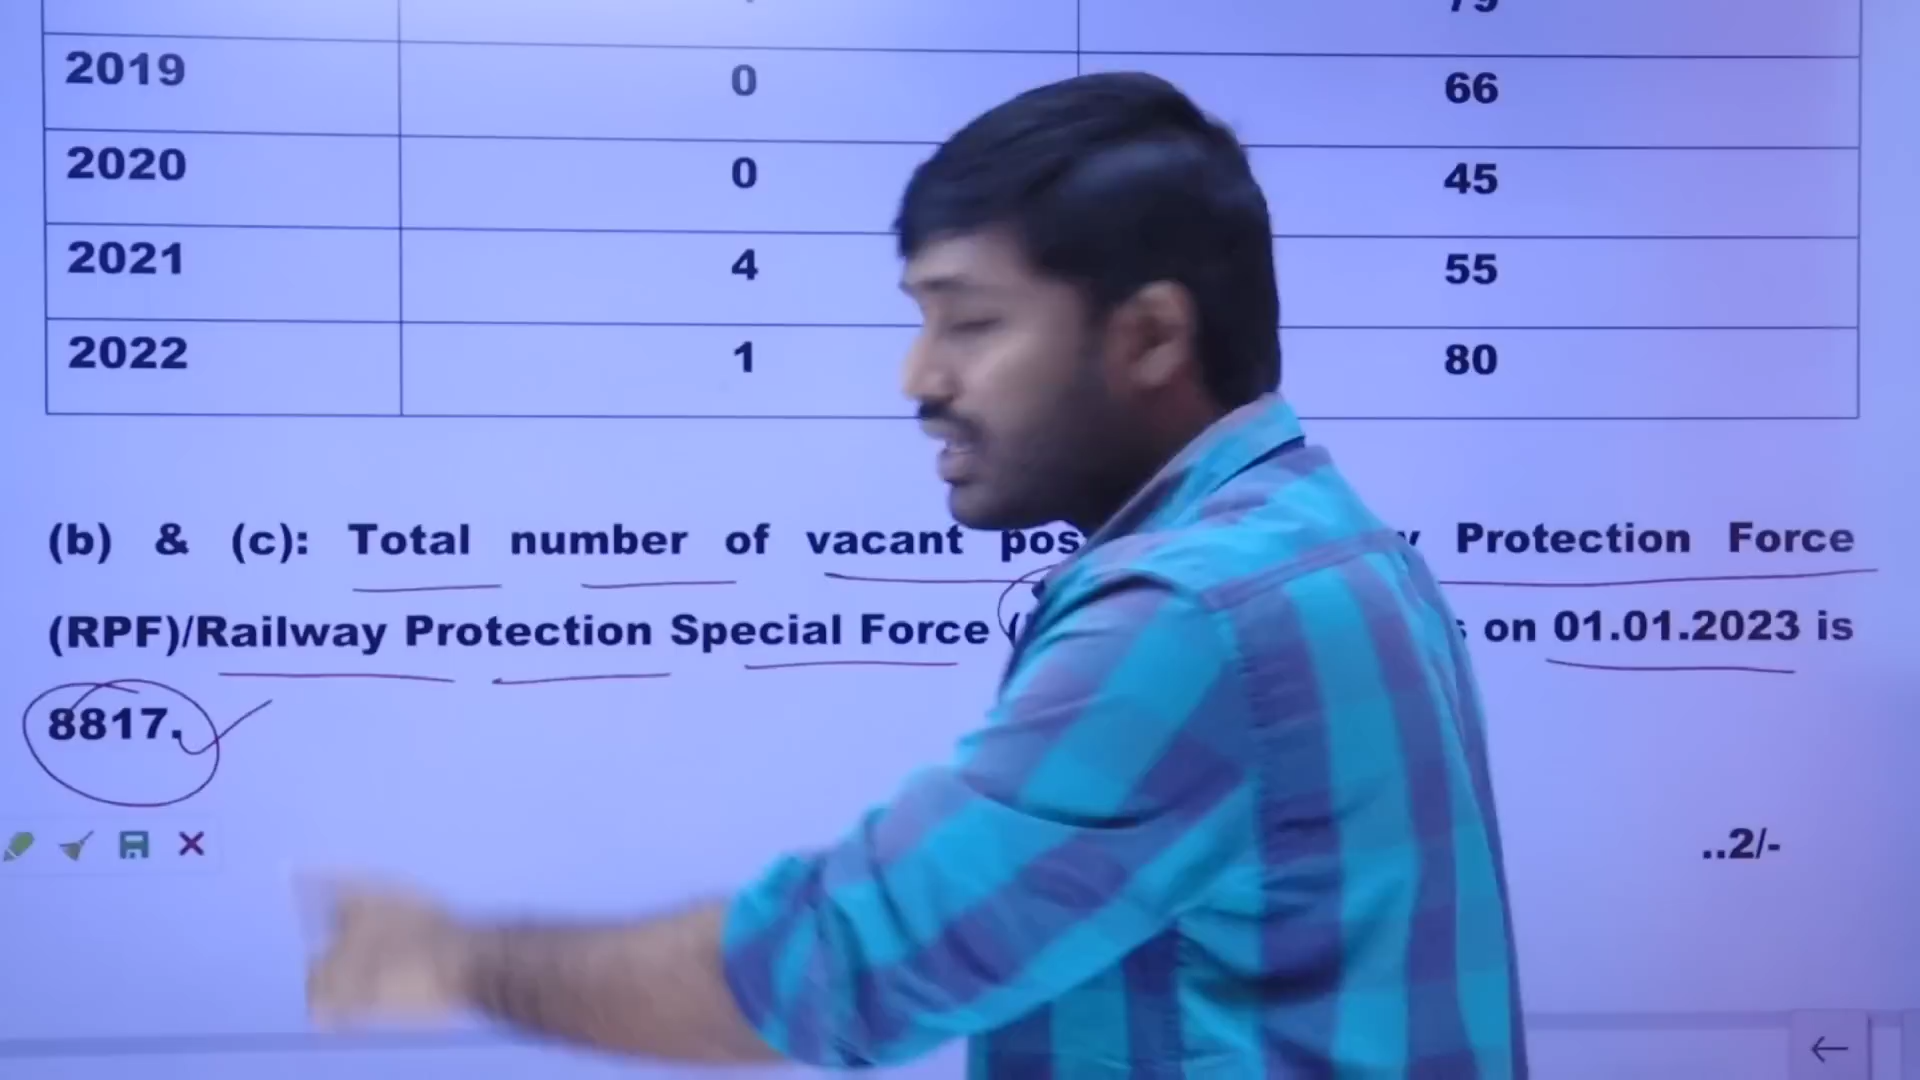 79
2019 0 66
2020 0 45
2021 4 55
2022 1 80
(b) & (c): Total number of vacant Protection Force
(RPF)/Railway Protection Special Force on 01.01.2023 is
8817.
..2/-